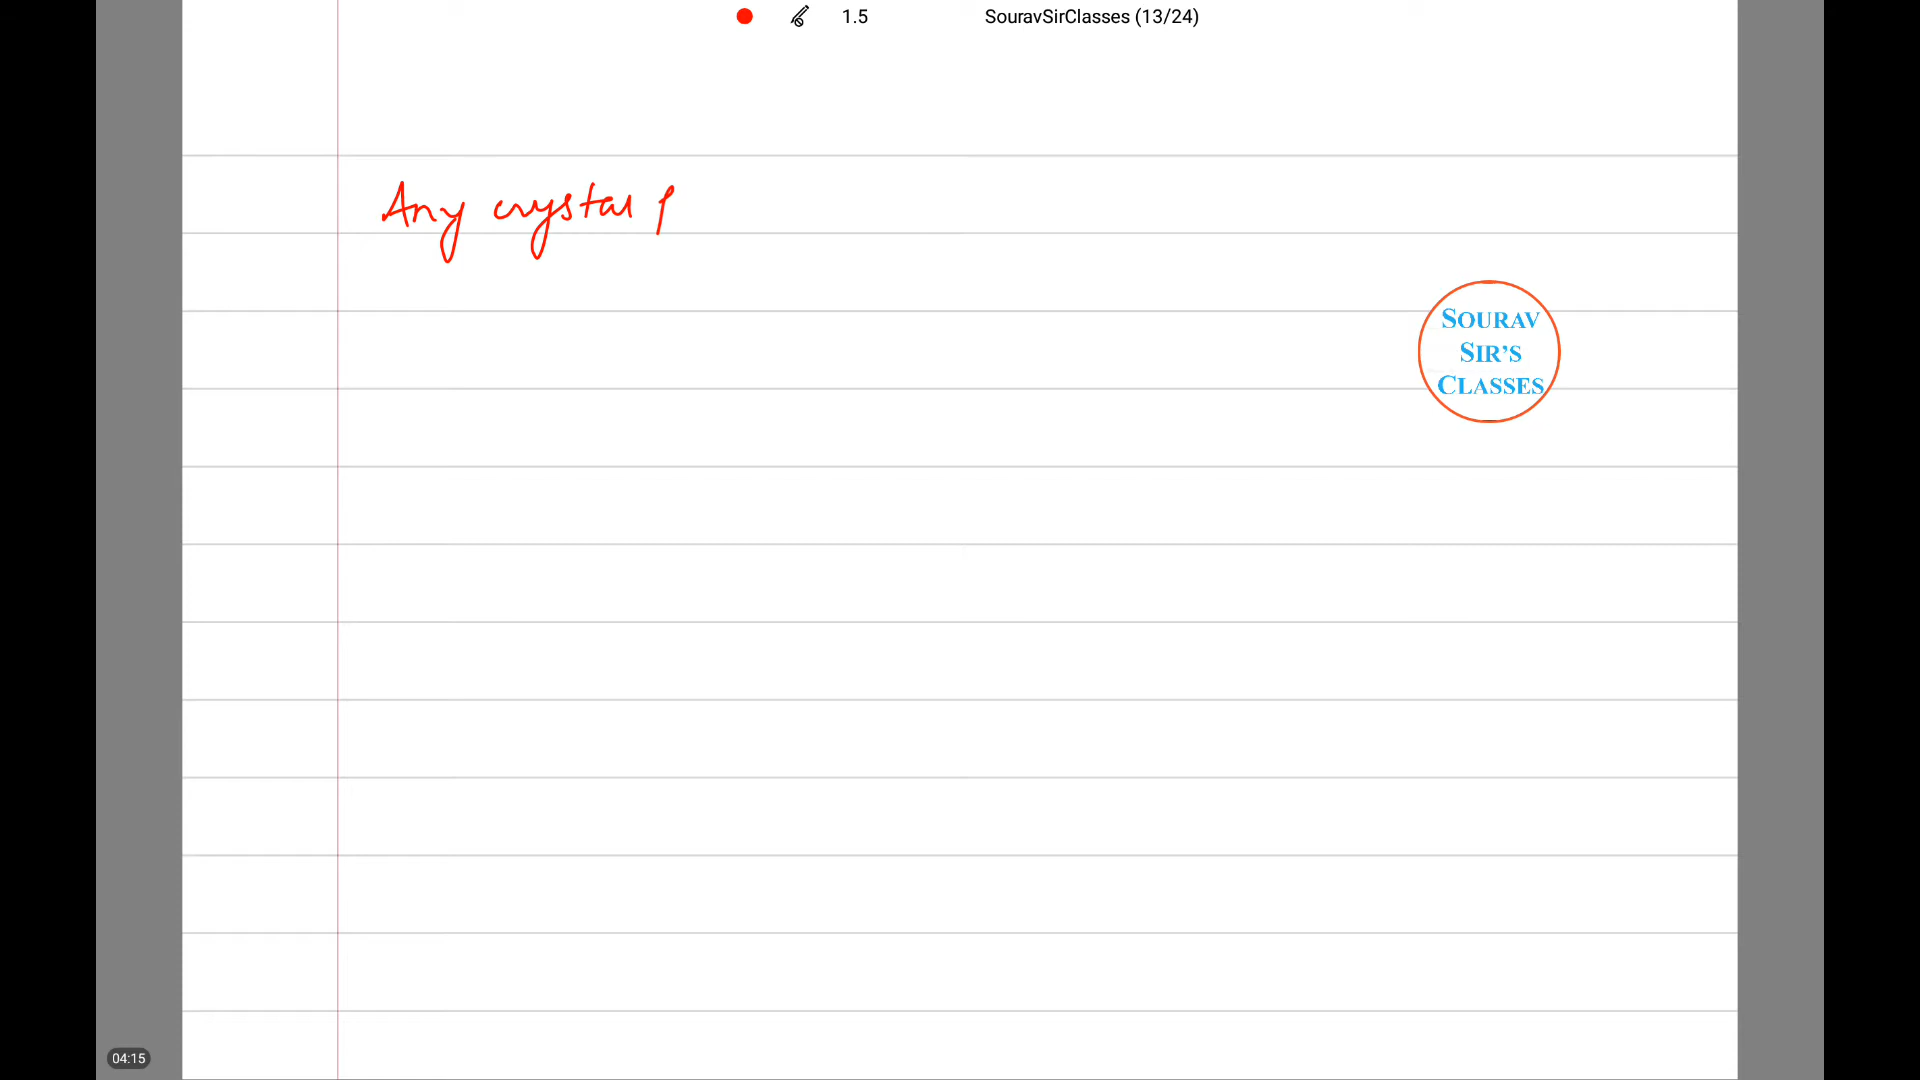 1.5 SouravSirClasses (13/24)
Any crystal p
SOURAV
SIR'S
CLASSES
04:15